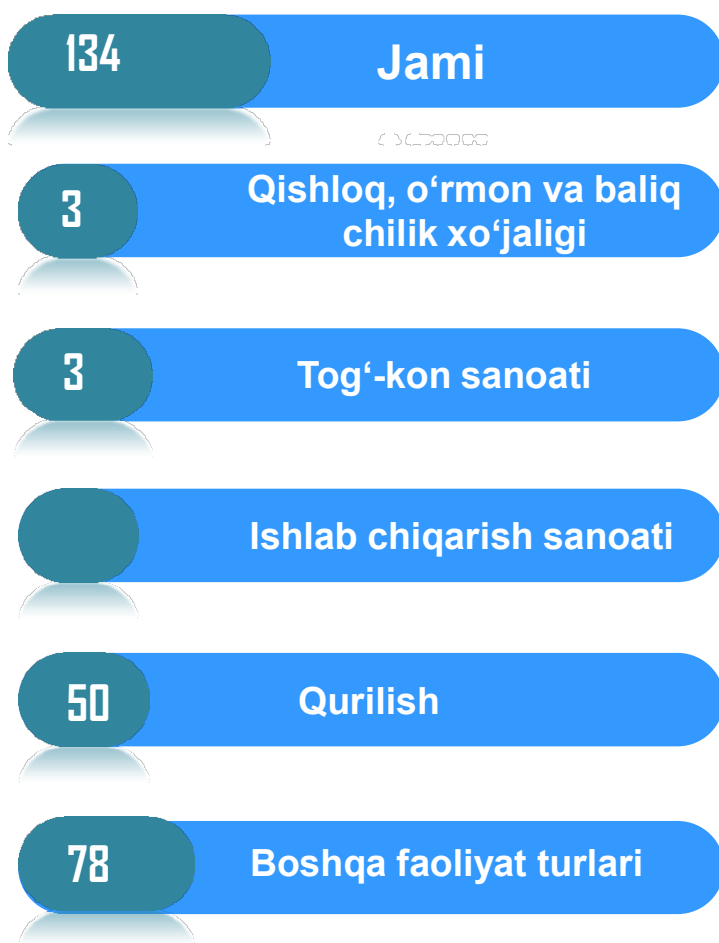 134 Jami
3 Qishloq, o‘rmon va baliq
chilik xo‘jaligi
3 Tog‘-kon sanoati
Ishlab chiqarish sanoati
50 Qurilish
78 Boshqa faoliyat turlari